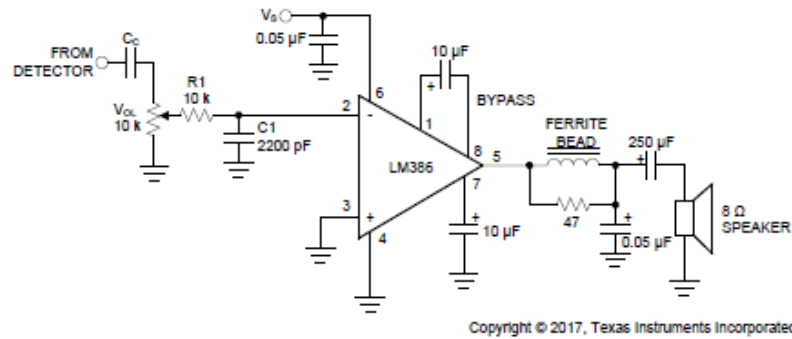 Vs
0.05 µF
Cc
FROM
DETECTOR
R1
10 k
VOL
10 k
C1
2200 pF
2
-
6
10 µF
+
BYPASS
1
8
LM386
5
7
3
+
4
+
10 µF
FERRITE
BEAD
47
250 µF
+
+
0.05 µF
8 Ω
SPEAKER
Copyright © 2017, Texas Instruments Incorporated